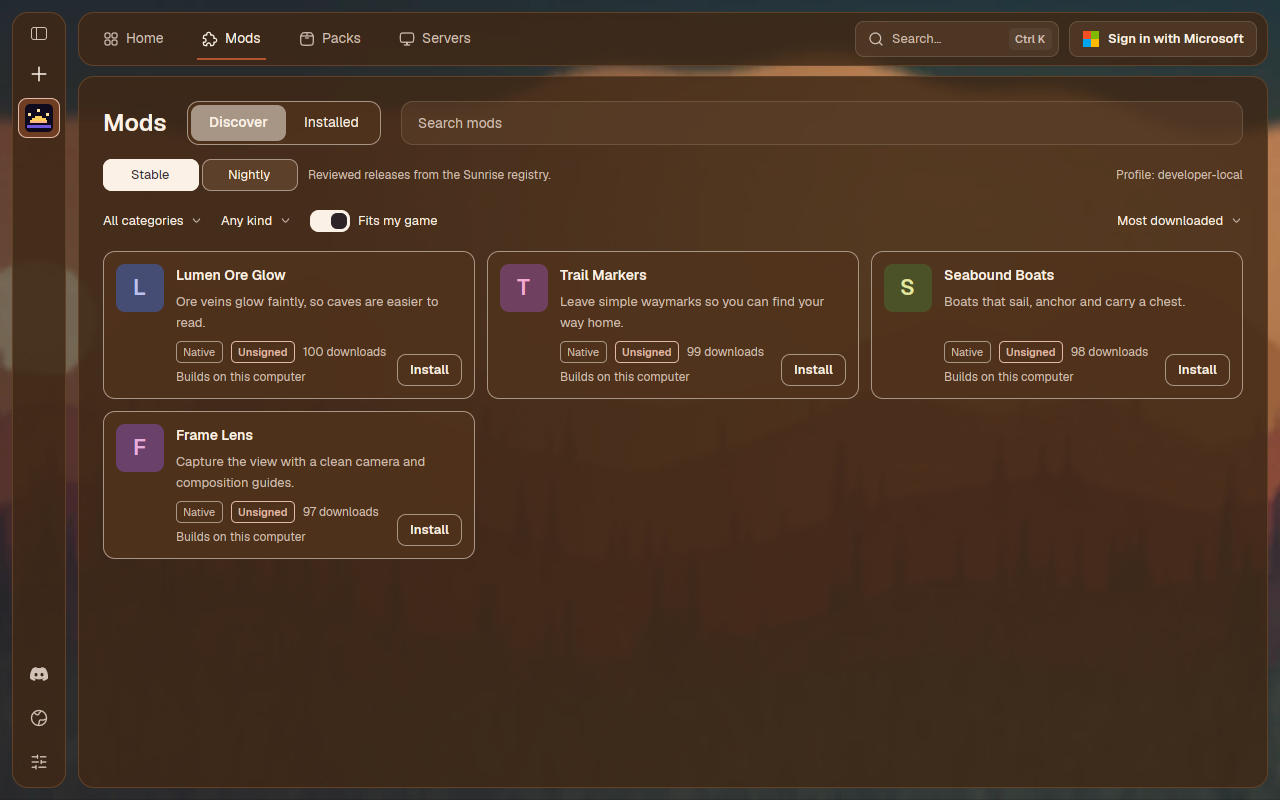 Home
Mods
Packs
Servers
Search...
Ctrl K
Sign in with Microsoft
Mods
Discover
Installed
Search mods
Stable
Nightly
Reviewed releases from the Sunrise registry.
Profile: developer-local
All categories
Any kind
Fits my game
Most downloaded
L
Lumen Ore Glow
Ore veins glow faintly, so caves are easier to
read.
Native
Unsigned
100 downloads
Builds on this computer
Install
T
Trail Markers
Leave simple waymarks so you can find your
way home.
Native
Unsigned
99 downloads
Builds on this computer
Install
S
Seabound Boats
Boats that sail, anchor and carry a chest.
Native
Unsigned
98 downloads
Builds on this computer
Install
F
Frame Lens
Capture the view with a clean camera and
composition guides.
Native
Unsigned
97 downloads
Builds on this computer
Install